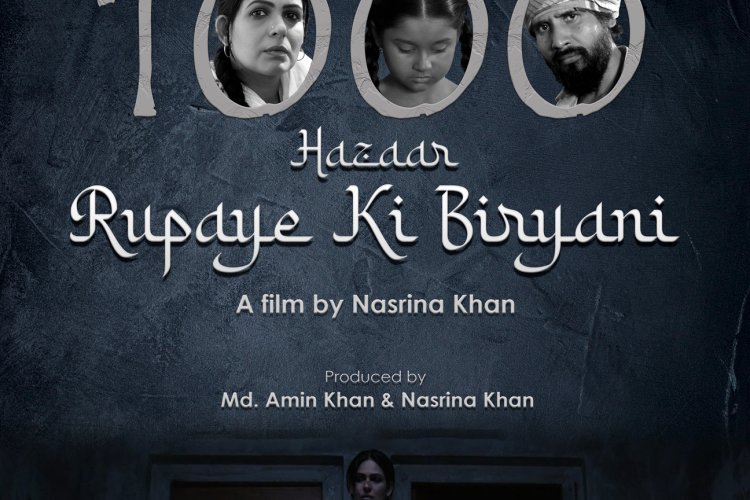 1000
Hazaar
Rupaye Ki Biryani
A film by Nasrina Khan
Produced by
Md. Amin Khan & Nasrina Khan